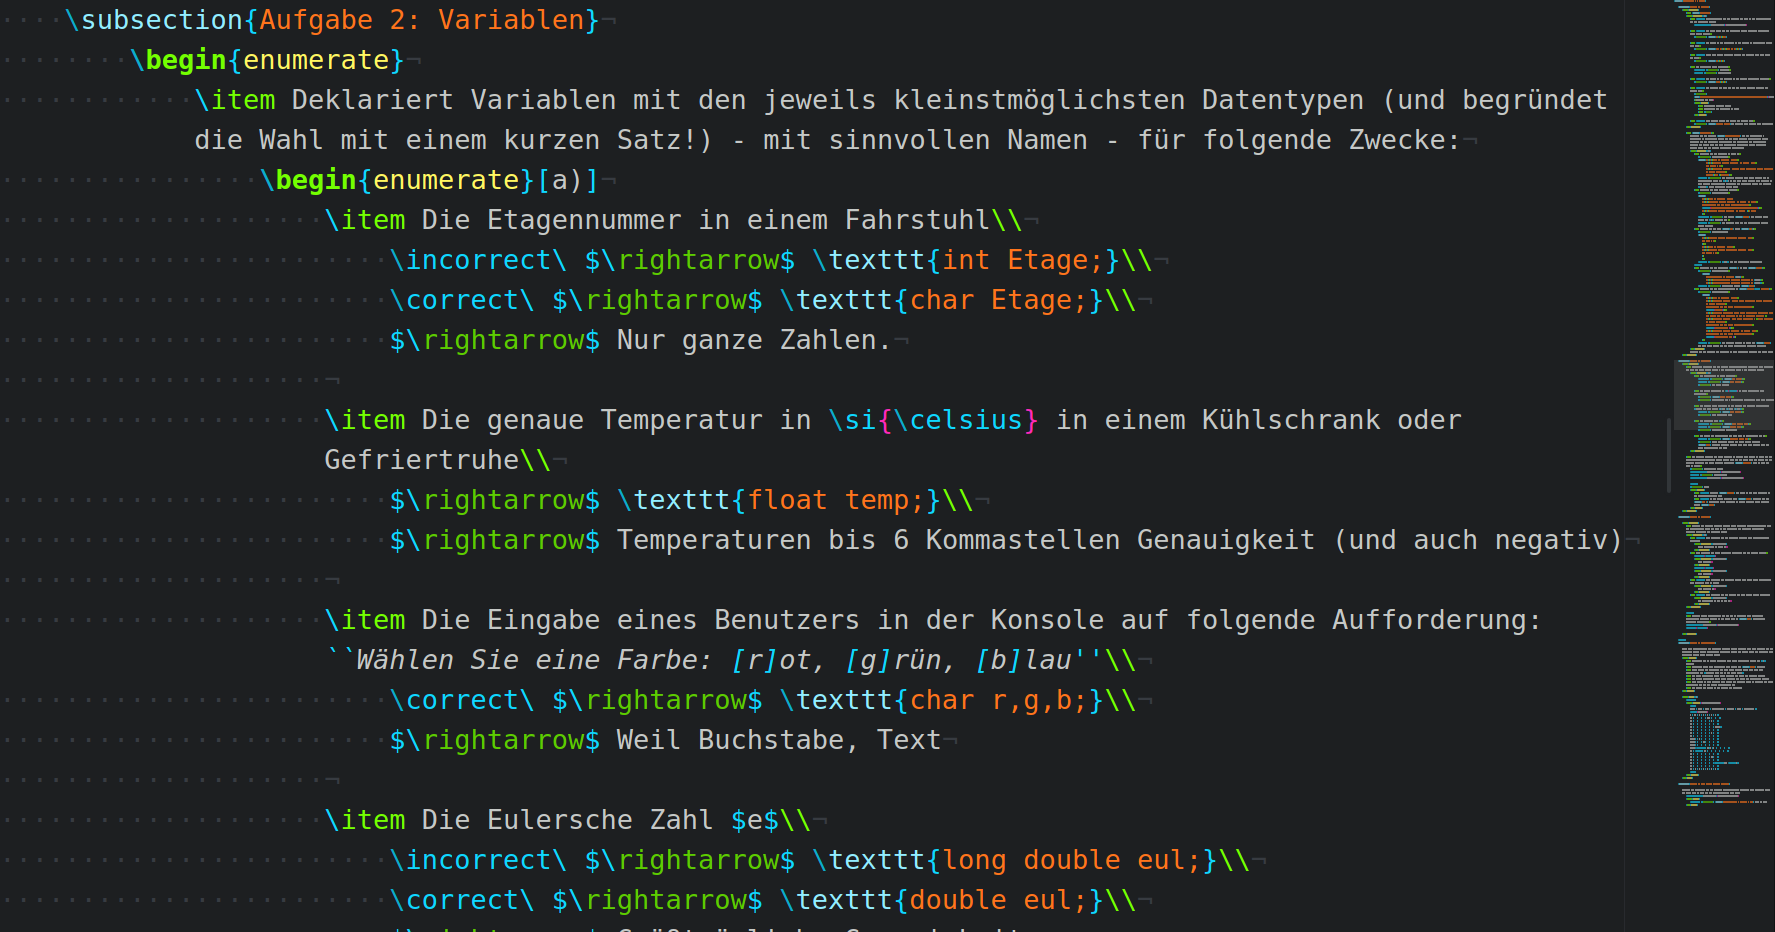 \subsection{Aufgabe 2: Variablen}
\begin{enumerate}
\item Deklariert Variablen mit den jeweils kleinstmöglichsten Datentypen (und begründet
die Wahl mit einem kurzen Satz!) - mit sinnvollen Namen - für folgende Zwecke:
\begin{enumerate}[a)]
\item Die Etagennummer in einem Fahrstuhl\\
\incorrect\ $\rightarrow$ \texttt{int Etage;}\\
\correct\ $\rightarrow$ \texttt{char Etage;}\\
$\rightarrow$ Nur ganze Zahlen.
\item Die genaue Temperatur in \si{\celsius} in einem Kühlschrank oder
Gefriertruhe\\
$\rightarrow$ \texttt{float temp;}\\
$\rightarrow$ Temperaturen bis 6 Kommastellen Genauigkeit (und auch negativ)
\item Die Eingabe eines Benutzers in der Konsole auf folgende Aufforderung:
``Wählen Sie eine Farbe: [r]ot, [g]rün, [b]lau''\\
\correct\ $\rightarrow$ \texttt{char r,g,b;}\\
$\rightarrow$ Weil Buchstabe, Text
\item Die Eulersche Zahl $e$\\
\incorrect\ $\rightarrow$ \texttt{long double eul;}\\
\correct\ $\rightarrow$ \texttt{double eul;}\\